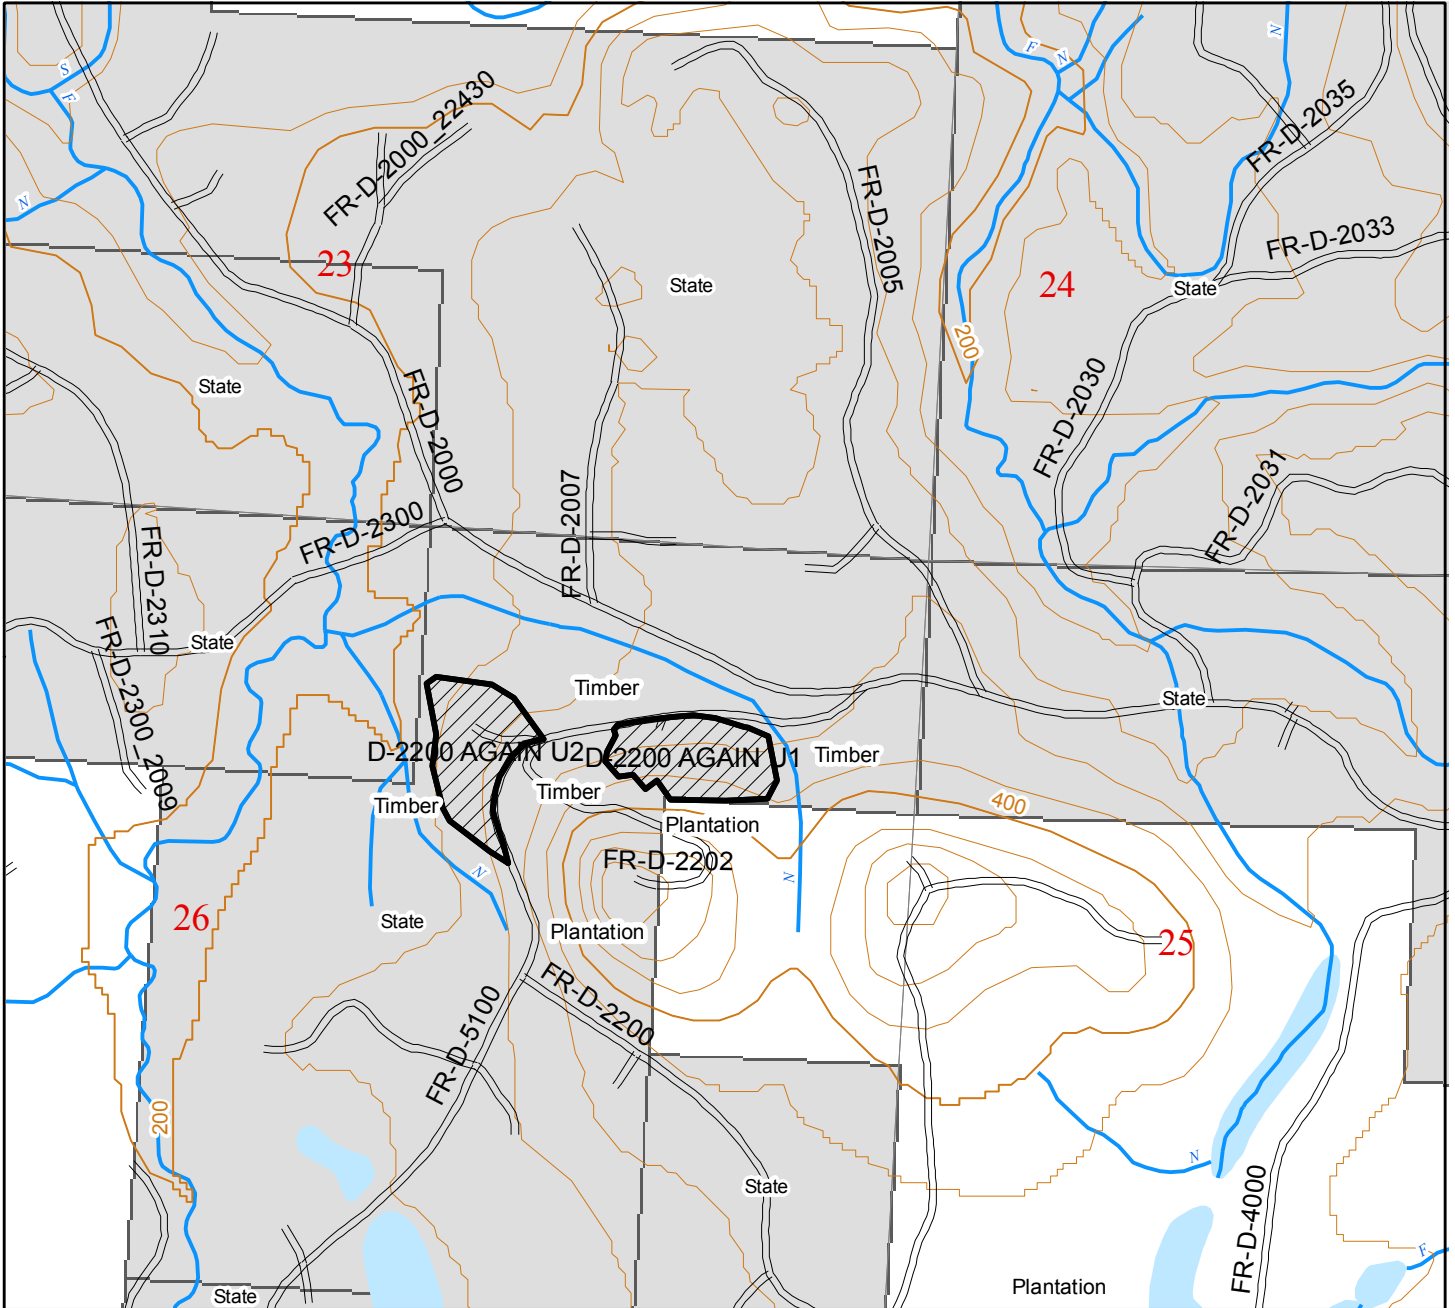 S
F
F
N
N
FR-D-2000_22430
FR-D-2035
N
FR-D-2005
FR-D-2033
23
24
State
State
200
State
FR-D-2000
FR-D-2030
FR-D-2031
FR-D-2007
FR-D-2300
FR-D-2310
State
FR-D-2300_2009
Timber
State
D-2200 AGAIN U2
D-2200 AGAIN U1
Timber
Timber
Timber
400
Plantation
FR-D-2202
N
N
26
State
Plantation
25
FR-D-5100
FR-D-2200
200
N
State
FR-D-4000
F
Plantation
State